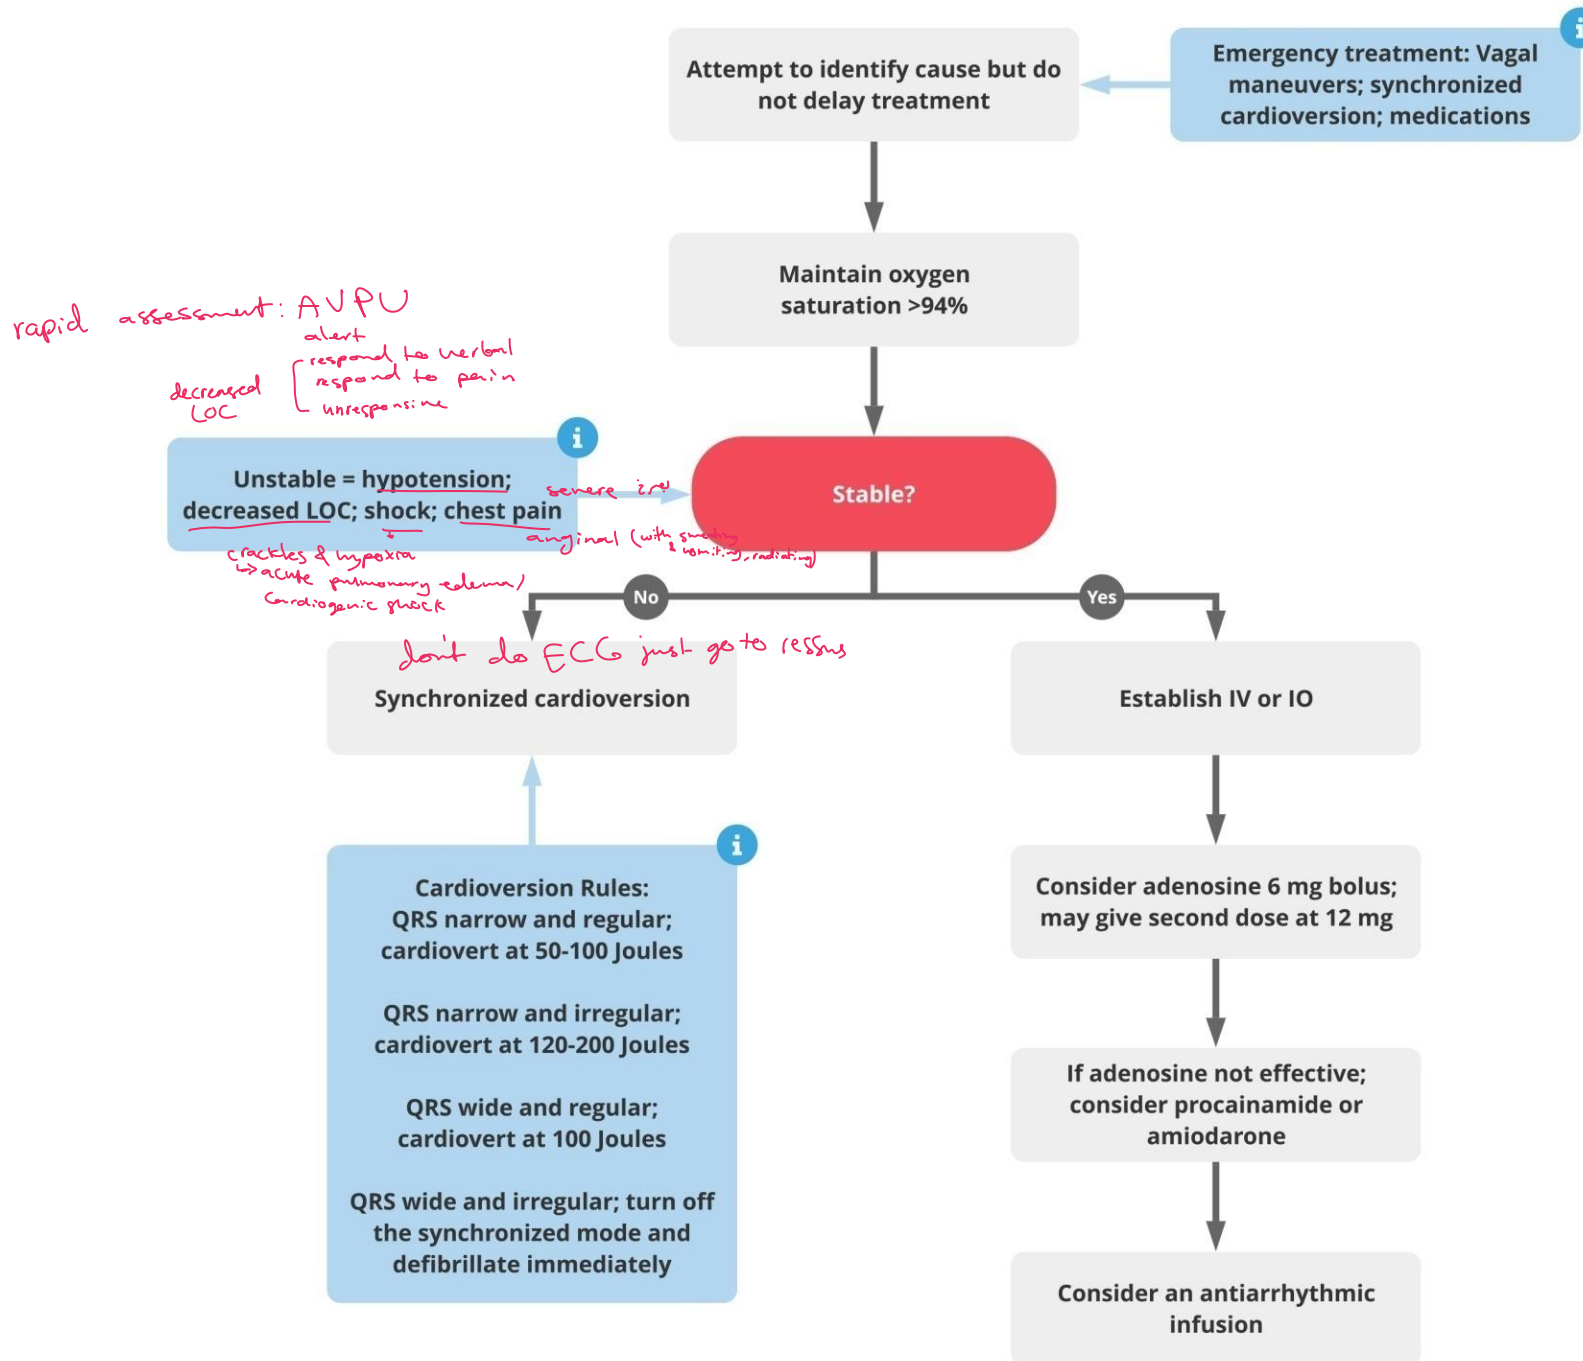 Attempt to identify cause but do
not delay treatment
Emergency treatment: Vagal
maneuvers; synchronized
cardioversion; medications
Maintain oxygen
saturation >94%
rapid assessment: AVPU
alert
respond to verbal
respond to pain
unresponsive
decreased
LOC
Unstable = hypotension;
decreased LOC; shock; chest pain
severe
anginal (with sweating
& vomiting, radiating)
crackles & hypoxia
↳ acute pulmonary edema/
Cardiogenic shock
Stable?
No
Yes
don't do ECG just go to ressus
Synchronized cardioversion
Establish IV or IO
Cardioversion Rules:
QRS narrow and regular;
cardiovert at 50-100 Joules
QRS narrow and irregular;
cardiovert at 120-200 Joules
QRS wide and regular;
cardiovert at 100 Joules
QRS wide and irregular; turn off
the synchronized mode and
defibrillate immediately
Consider adenosine 6 mg bolus;
may give second dose at 12 mg
If adenosine not effective;
consider procainamide or
amiodarone
Consider an antiarrhythmic
infusion